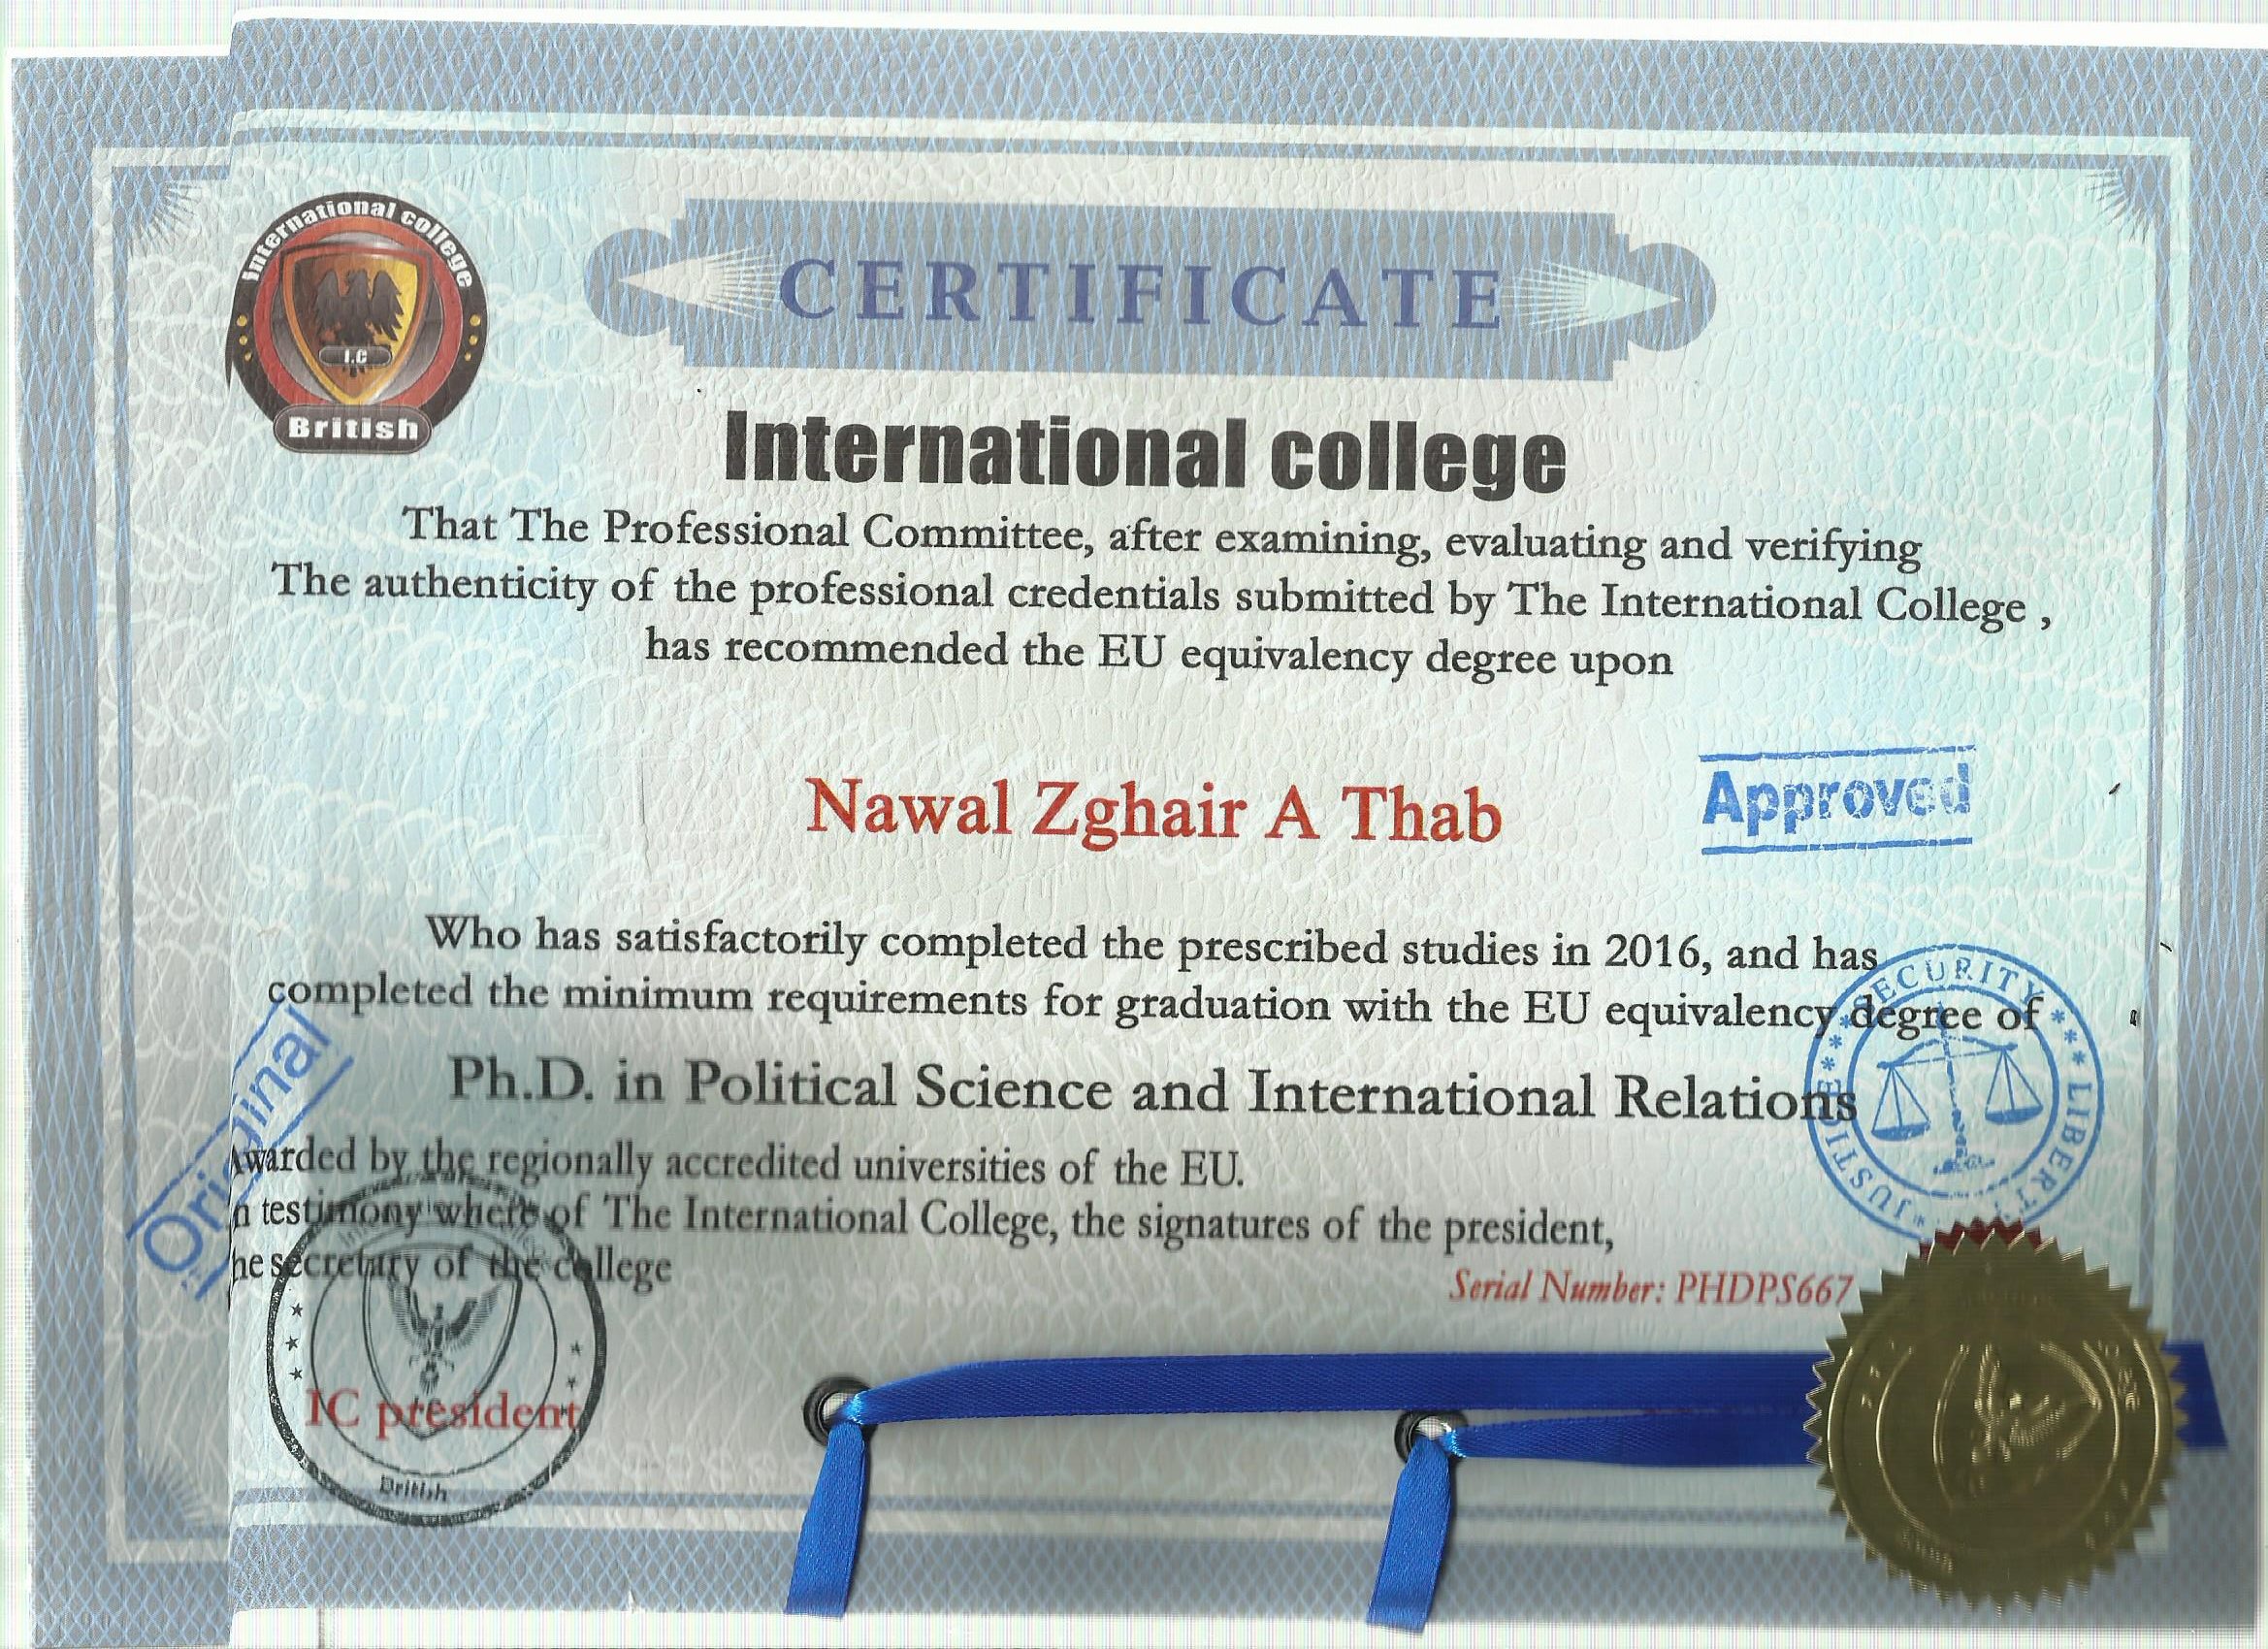 International college
I.C
British
CERTIFICATE
International college
That The Professional Committee, after examining, evaluating and verifying
The authenticity of the professional credentials submitted by The International College ,
has recommended the EU equivalency degree upon
Nawal Zghair A Thab
Approved
Who has satisfactorily completed the prescribed studies in 2016, and has
completed the minimum requirements for graduation with the EU equivalency degree of
Ph.D. in Political Science and International Relations
SECURITY ** LIBERT
JUSTICE
Original
Awarded by the regionally accredited universities of the EU.
n testimony where of The International College, the signatures of the president,
he secretary of the college
Serial Number: PHDPS667
IC president
British